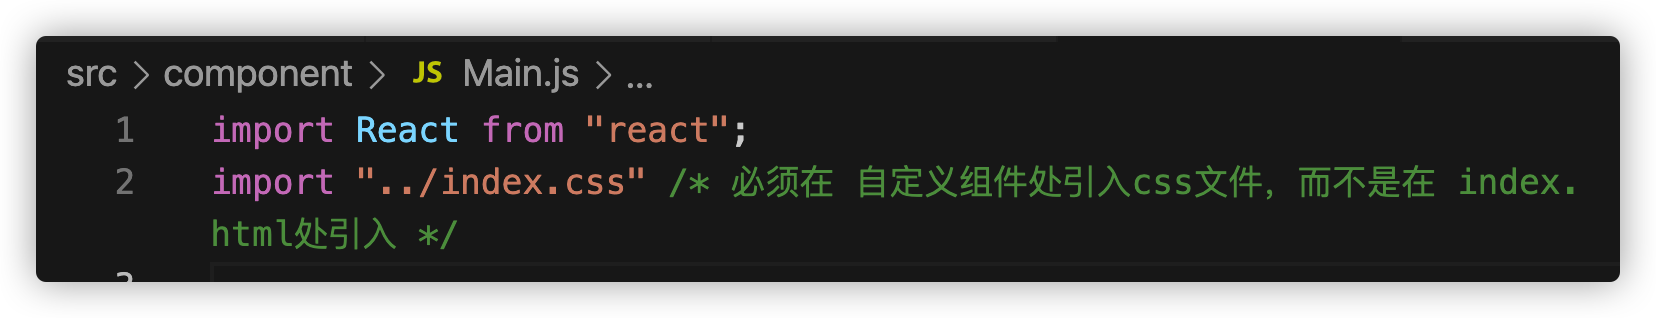 src > component > JS Main.js > ...
1 import React from "react";
2 import "../index.css" /* 必须在 自定义组件处引入css文件，而不是在 index.
html处引入 */
3